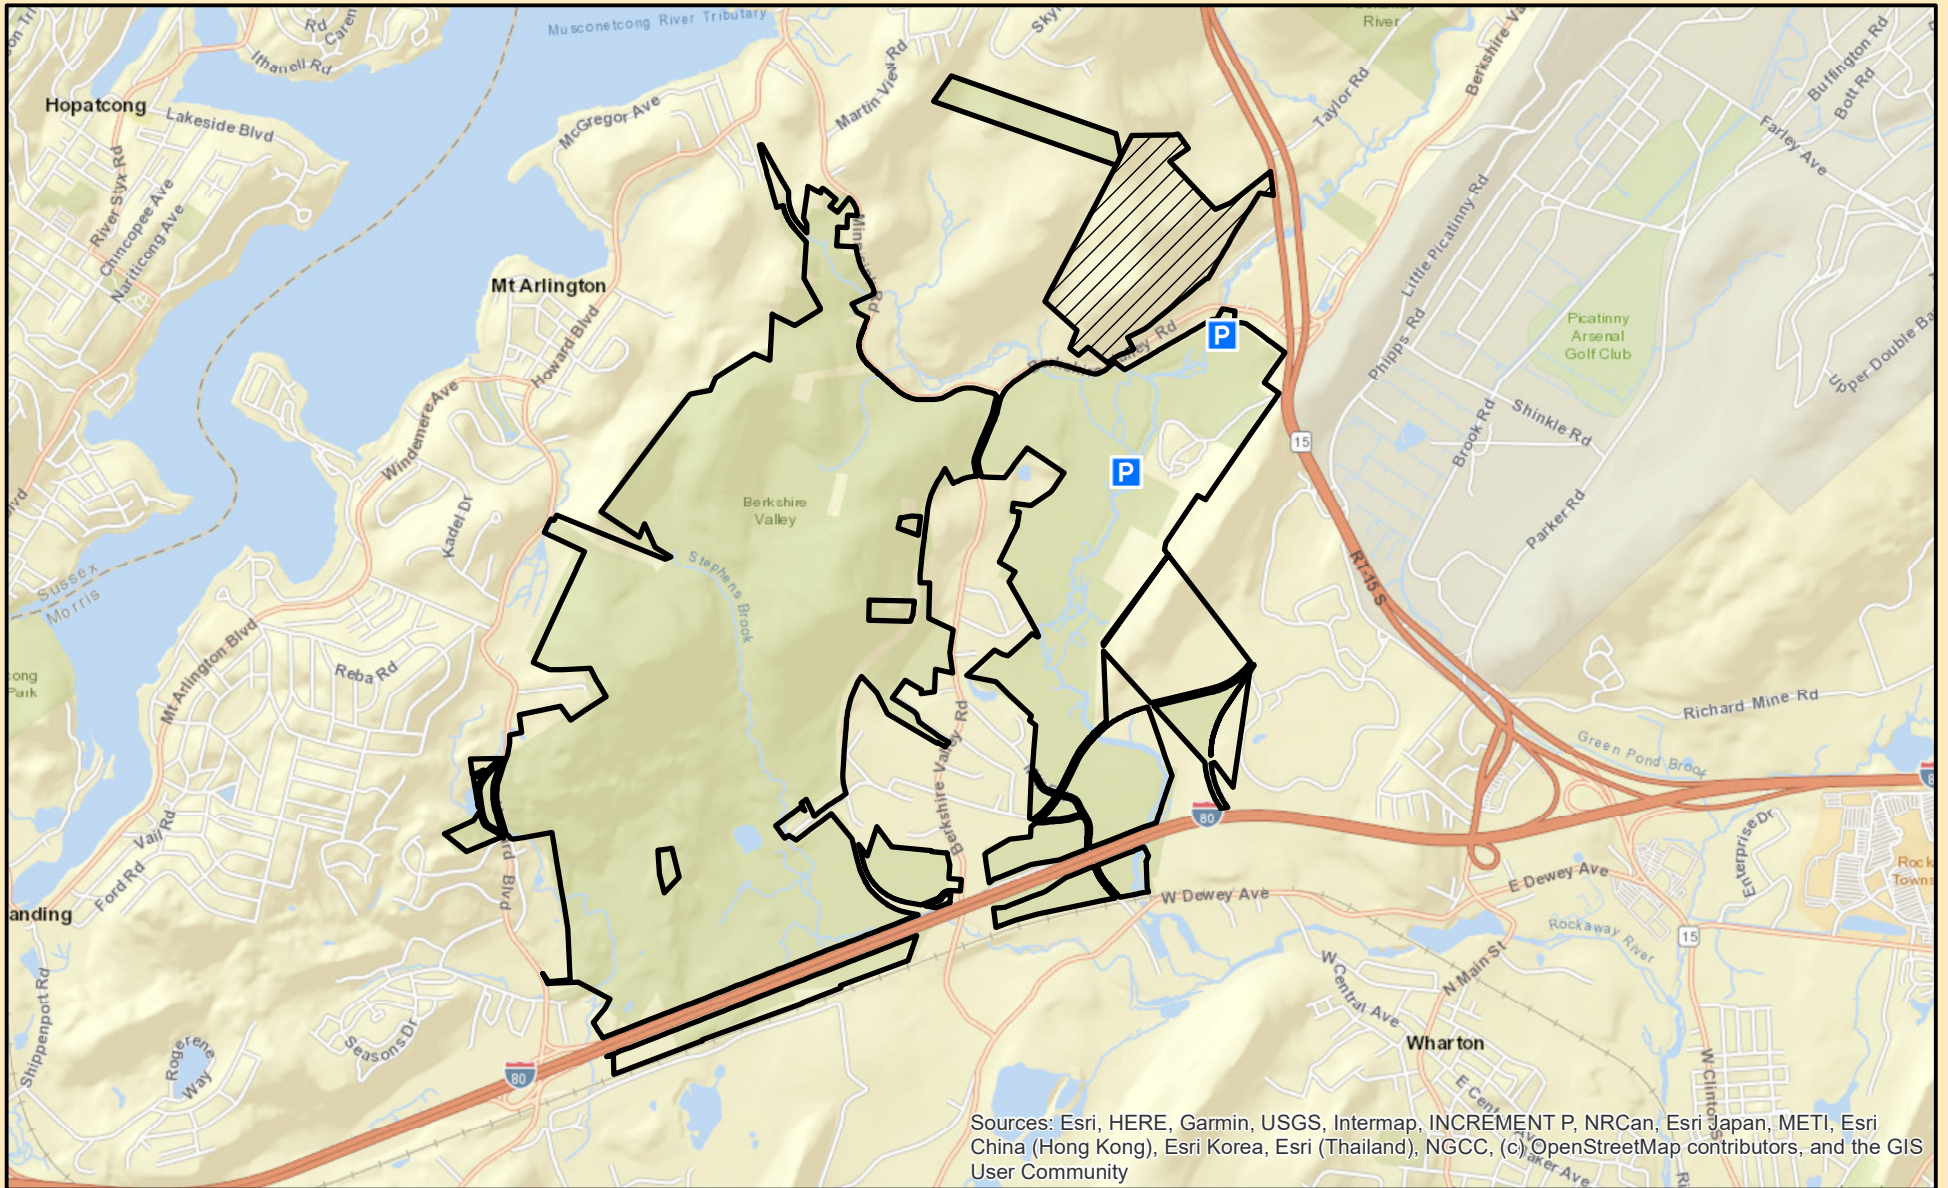 Musconetcong River Tributary
River
Rd
Ithanell Rd
Hopatcong
Lakeside Blvd
McGregor Ave
Martin View Rd
Taylor Rd
Buffington Rd
Bott Rd
Farley Ave
River Styx Rd
Chincopee Ave
Nariticong Ave
Mt Arlington
Howard Blvd
Windemere Ave
Kadel Dr
Little Picatinny Rd
Phipps Rd
Picatinny
Arsenal
Golf Club
Shinkle Rd
Brook Rd
Parker Rd
P
P
15
Berkshire
Valley
Stephens Brook
Sussex
Morris
Mt Arlington Blvd
Reba Rd
RT-15 S
Richard Mine Rd
Green Pond Brook
Berkshire Valley Rd
Vail Rd
Ford Rd
Blvd
80
W Dewey Ave
E Dewey Ave
Enterprise Dr
Rockaway River
15
N Main St
W Central Ave
Wharton
Shippenport Rd
Rogerene
Way
Seasons Dr
80
Sources: Esri, HERE, Garmin, USGS, Intermap, INCREMENT P, NRCan, Esri Japan, METI, Esri
China (Hong Kong), Esri Korea, Esri (Thailand), NGCC, (c) OpenStreetMap contributors, and the GIS
User Community